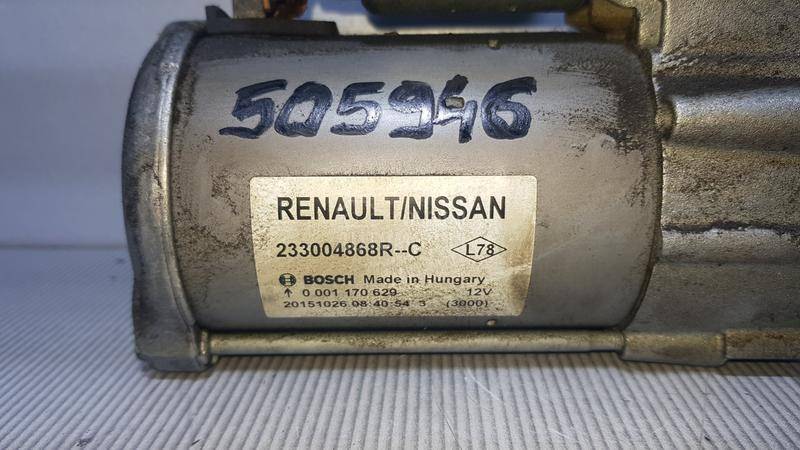 505946
RENAULT/NISSAN
233004868R--C L78
BOSCH Made in Hungary
↑ 0 001 170 629 12V
20151026 08:40:54 3 (3000)